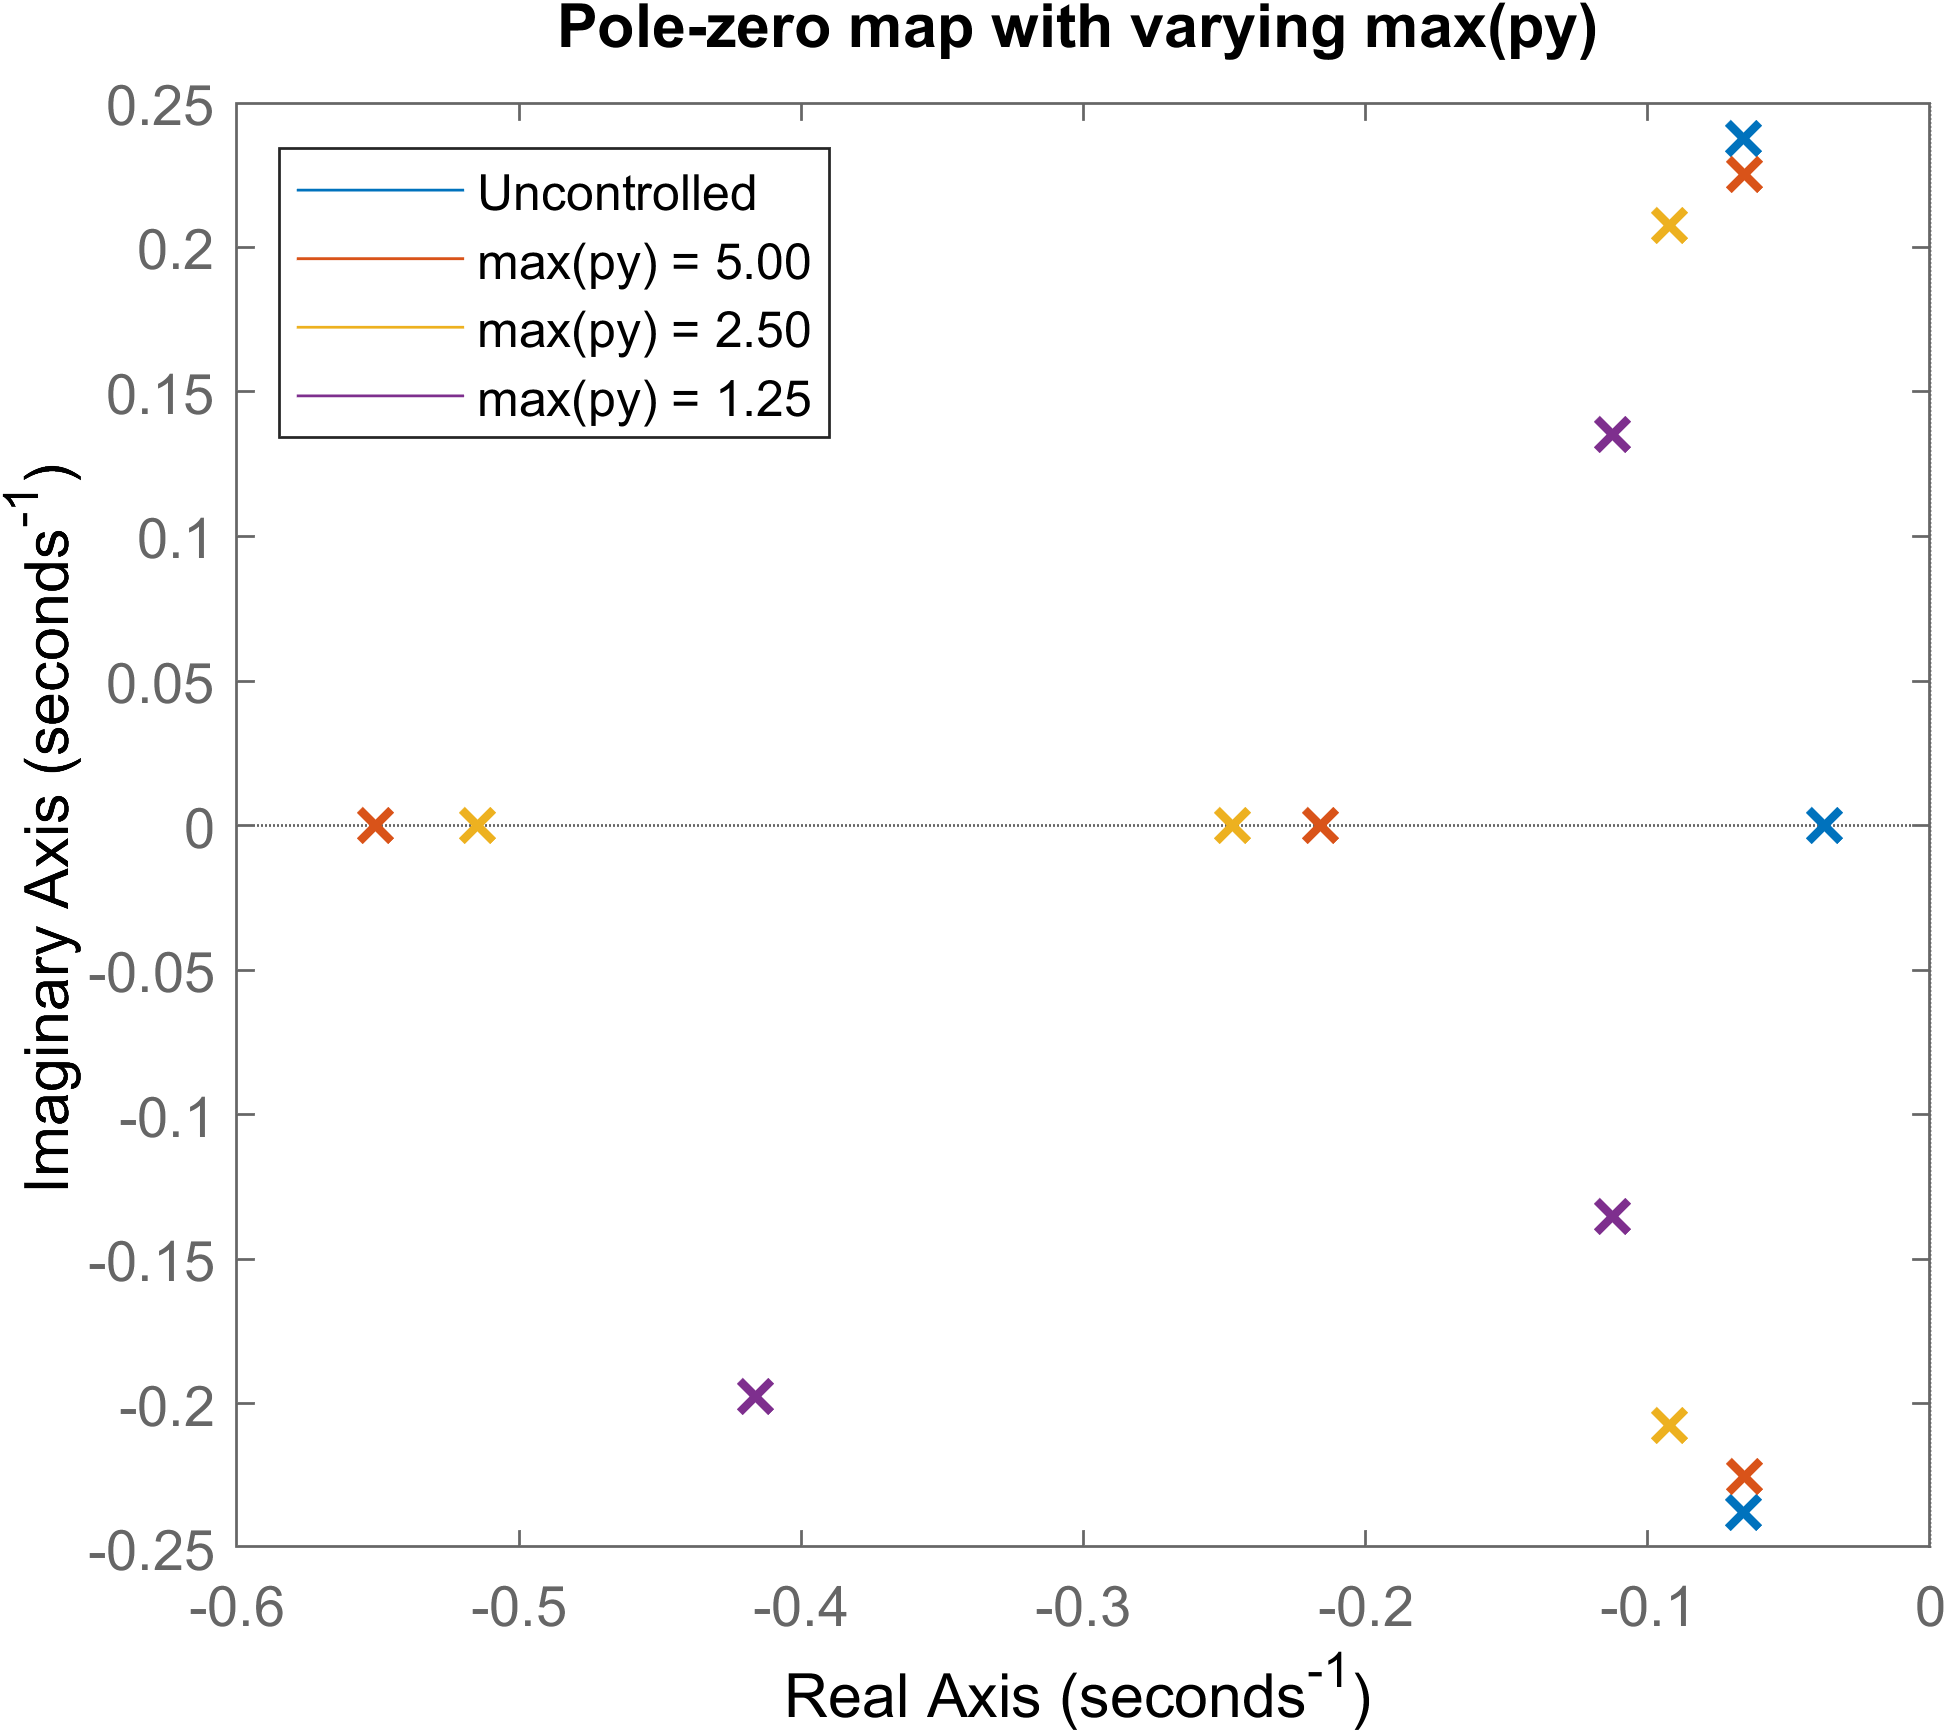 Pole-zero map with varying max(py)
0.25
0.2
0.15
0.1
0.05
0
-0.05
-0.1
-0.15
-0.2
-0.25
Imaginary Axis (seconds⁻¹)
Uncontrolled
max(py) = 5.00
max(py) = 2.50
max(py) = 1.25
-0.6 -0.5 -0.4 -0.3 -0.2 -0.1 0
Real Axis (seconds⁻¹)